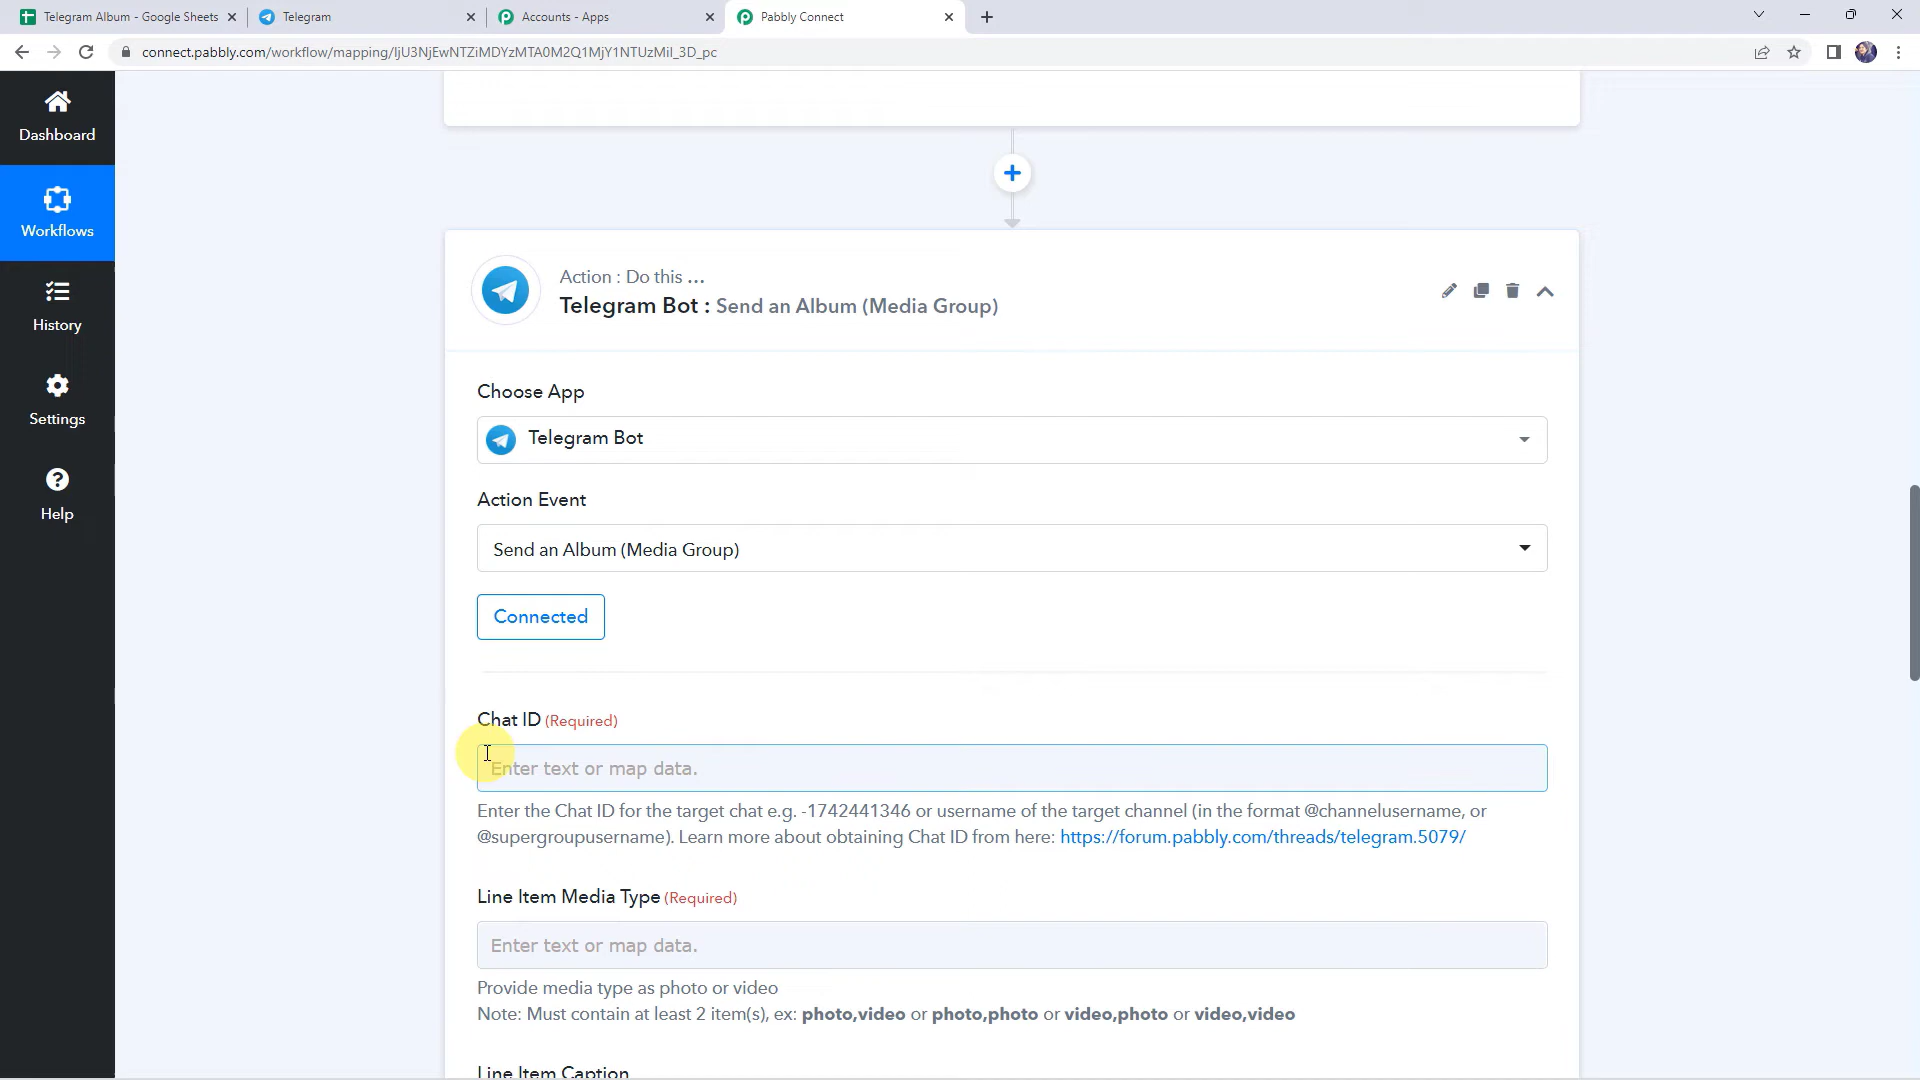 Telegram Album - Google Sheets
Telegram
Accounts - Apps
Pabbly Connect
connect.pabbly.com/workflow/mapping/IjU3NjEwNTZiMDYzMTA0M2Q1MjY1NTUzMiI_3D_pc
Dashboard
Workflows
History
Settings
Help
Action : Do this ...
Telegram Bot : Send an Album (Media Group)
Choose App
Telegram Bot
Action Event
Send an Album (Media Group)
Connected
Chat ID (Required)
Enter text or map data.
Enter the Chat ID for the target chat e.g. -1742441346 or username of the target channel (in the format @channelusername, or
@supergroupusername). Learn more about obtaining Chat ID from here: https://forum.pabbly.com/threads/telegram.5079/
Line Item Media Type (Required)
Enter text or map data.
Provide media type as photo or video
Note: Must contain at least 2 item(s), ex: photo,video or photo,photo or video,photo or video,video
Line Item Caption